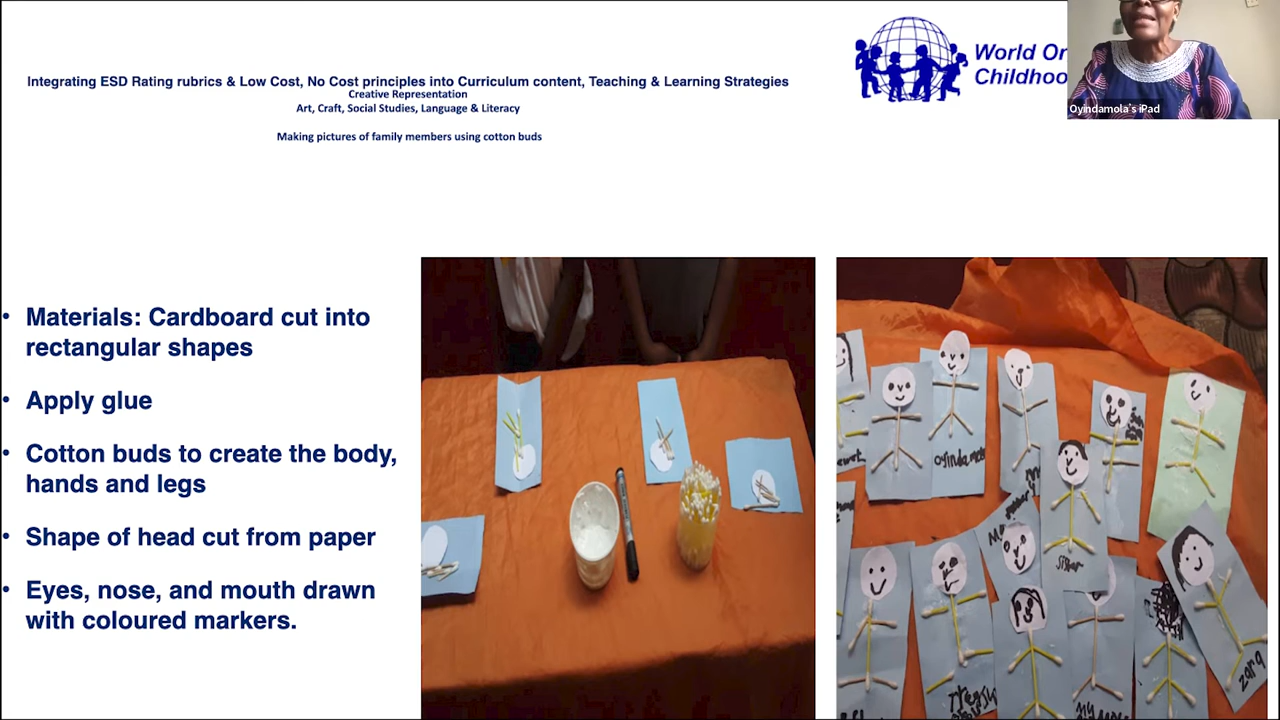 Integrating ESD Rating rubrics & Low Cost, No Cost principles into Curriculum content, Teaching & Learning Strategies
Creative Representation
Art, Craft, Social Studies, Language & Literacy
Making pictures of family members using cotton buds
World Or
Childhoo
Oyindamola's iPad
• Materials: Cardboard cut into
rectangular shapes
• Apply glue
• Cotton buds to create the body,
hands and legs
• Shape of head cut from paper
• Eyes, nose, and mouth drawn
with coloured markers.
sister
zara